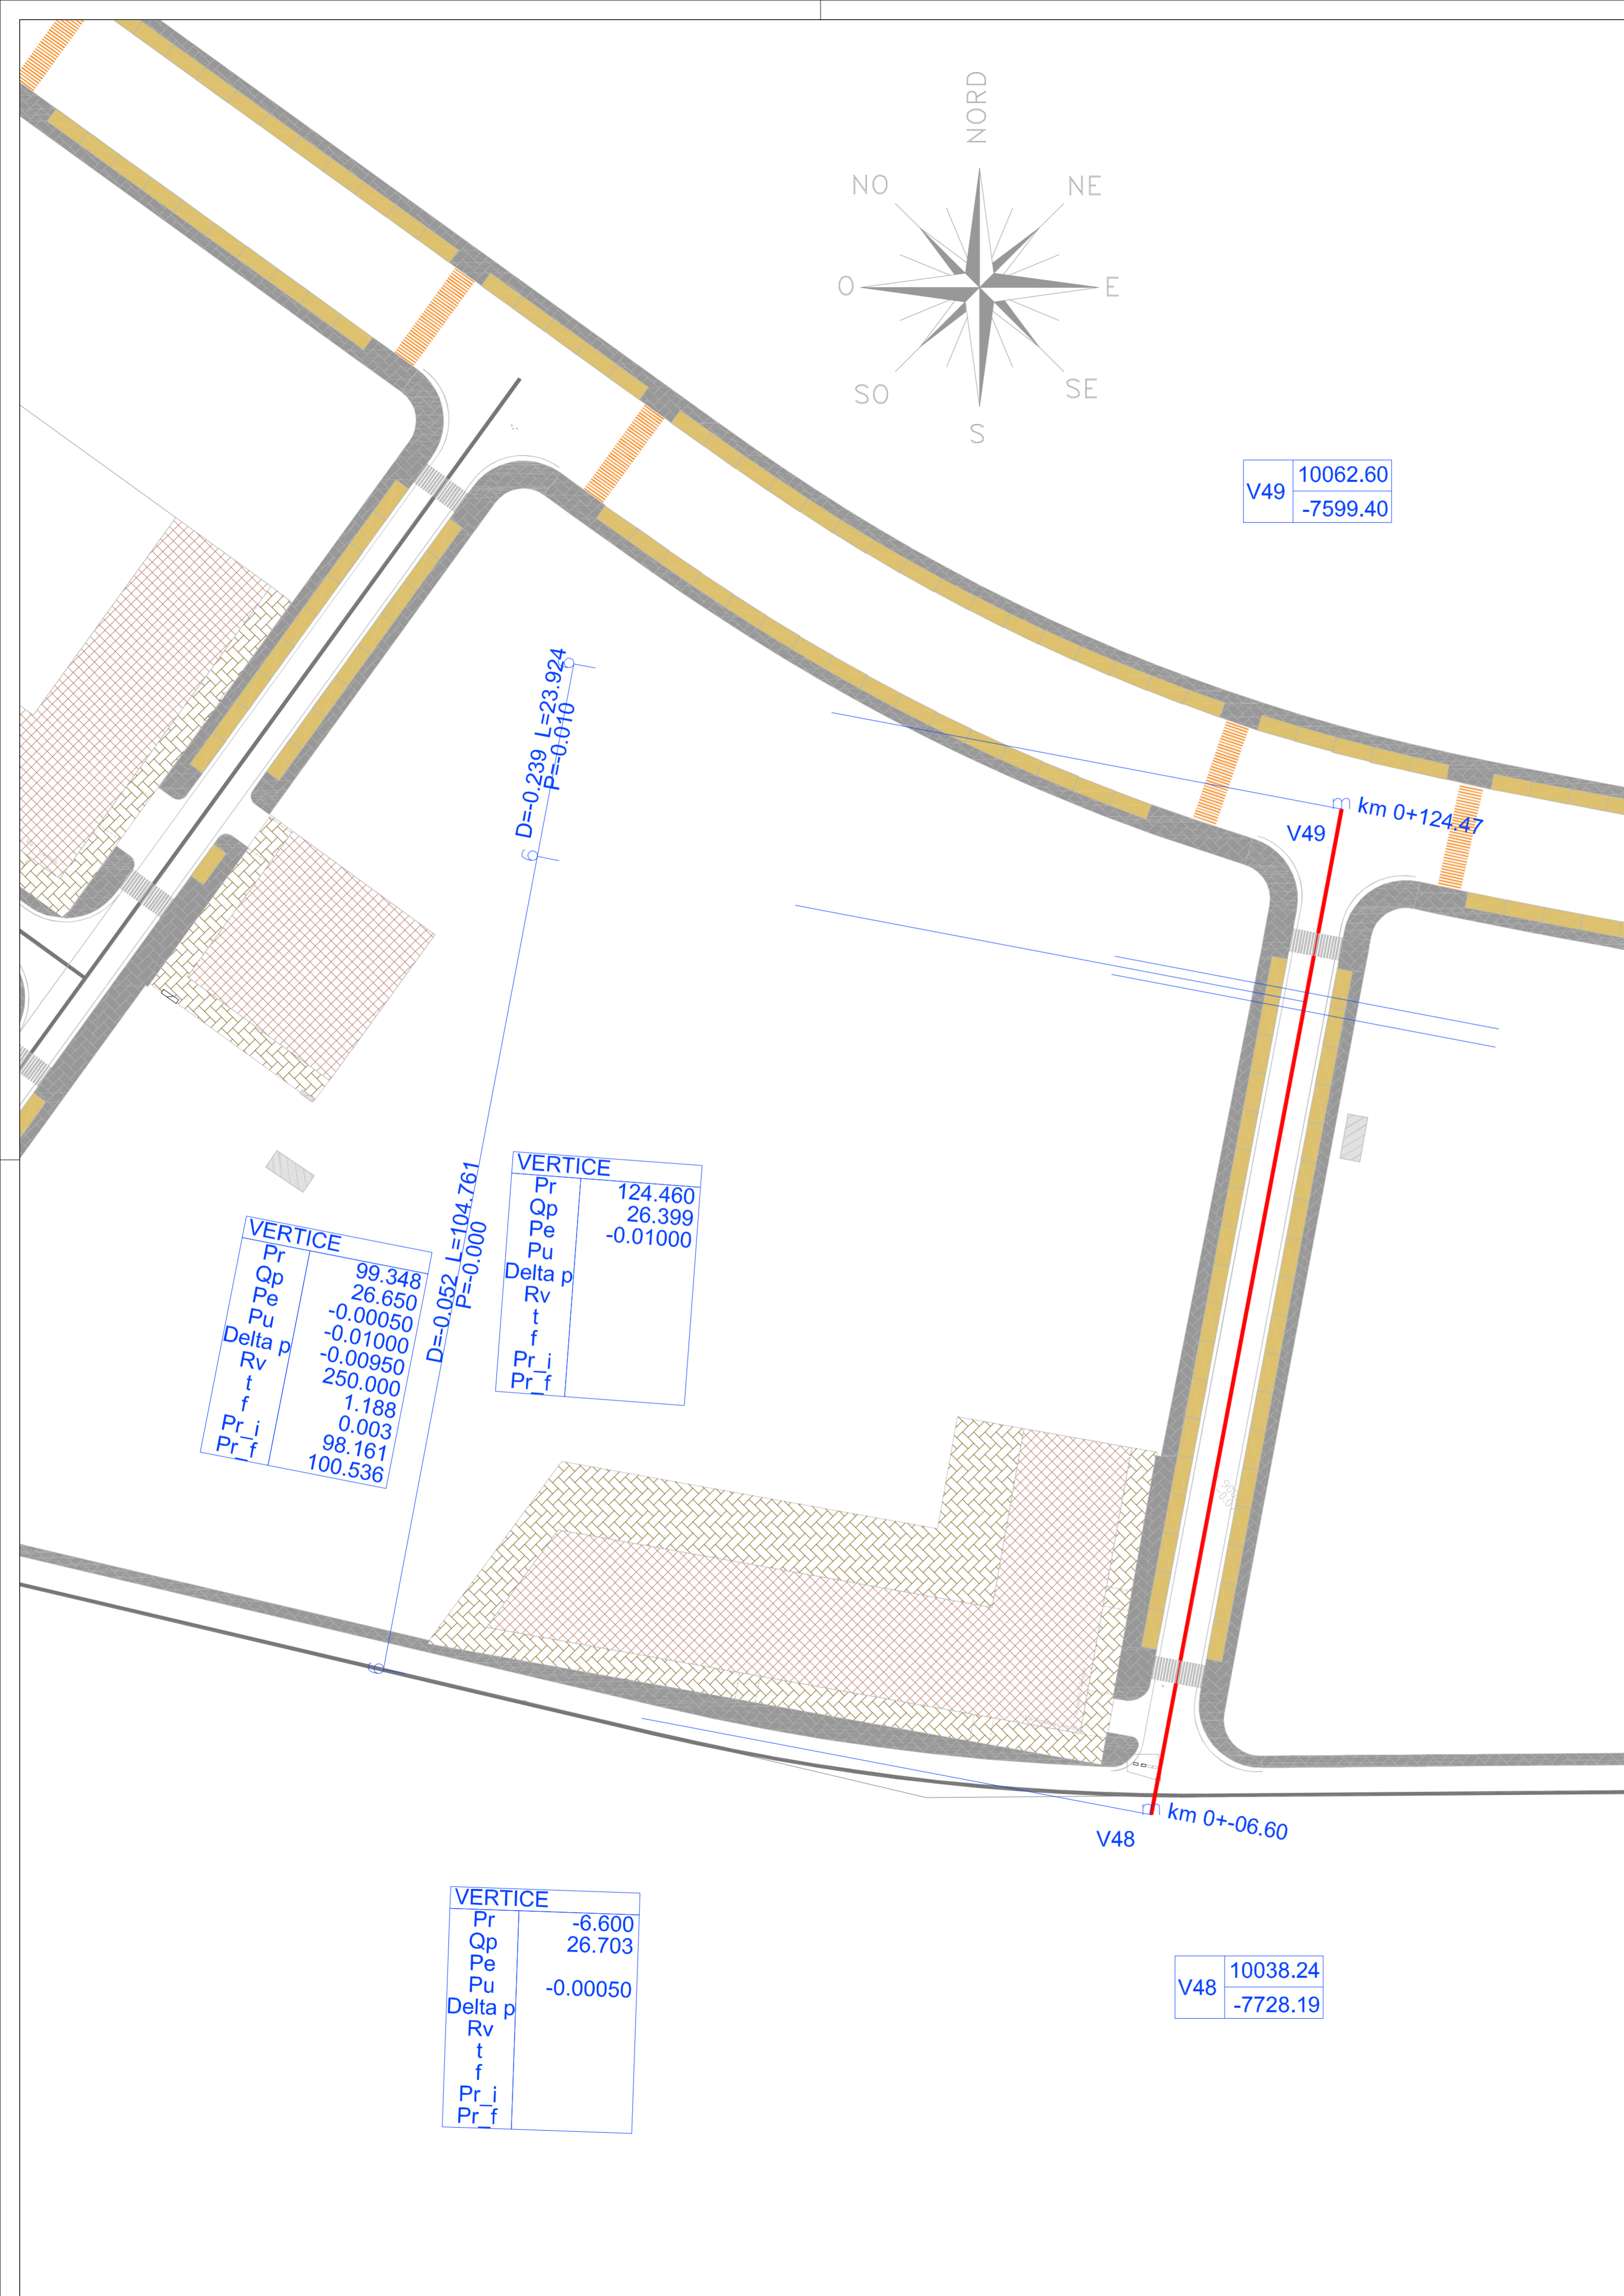 NORD
NO
NE
O
E
SO
SE
S
V49
10062.60
-7599.40
D=-0.239 L=23.924
P=-0.010
km 0+124.47
V49
VERTICE
Pr 124.460
Qp 26.399
Pe -0.01000
Pu
Delta p
Rv
t
f
Pr_i
Pr_f
D=-0.052 L=104.761
P=-0.000
VERTICE
Pr 99.348
Qp 26.650
Pe -0.00050
Pu -0.01000
Delta p -0.00950
Rv 250.000
t 1.188
f 0.003
Pr_i 98.161
Pr_f 100.536
km 0+-06.60
V48
VERTICE
Pr -6.600
Qp 26.703
Pe
Pu -0.00050
Delta p
Rv
t
f
Pr_i
Pr_f
V48
10038.24
-7728.19